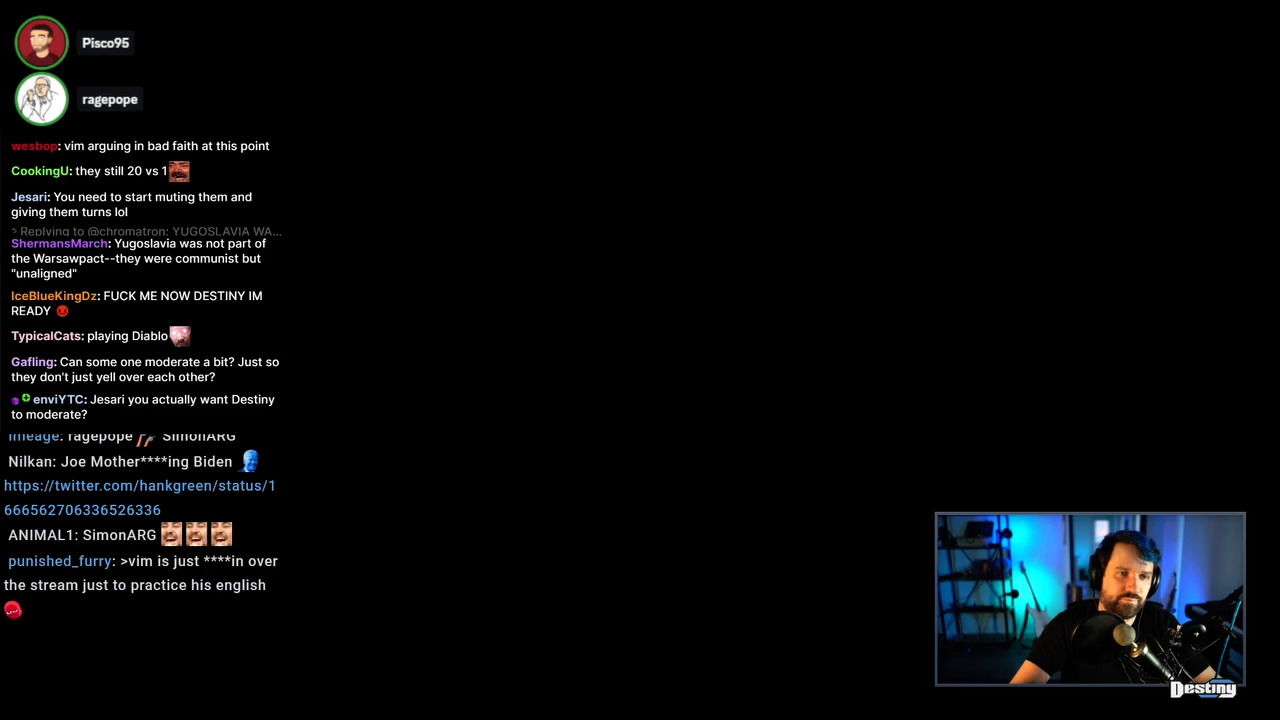 Pisco95
ragepope
wesbop: vim arguing in bad faith at this point
CookingU: they still 20 vs 1
Jesari: You need to start muting them and
giving them turns lol
Replying to @chromatron: YUGOSLAVIA WA...
ShermansMarch: Yugoslavia was not part of
the Warsawpact--they were communist but
"unaligned"
IceBlueKingDz: FUCK ME NOW DESTINY IM
READY
TypicalCats: playing Diablo
Gafling: Can some one moderate a bit? Just so
they don't just yell over each other?
enviYTC: Jesari you actually want Destiny
to moderate?
: ragepope SimonARG
Nilkan: Joe Mother****ing Biden
https://twitter.com/hankgreen/status/1
666562706336526336
ANIMAL1: SimonARG
punished_furry: >vim is just ****in over
the stream just to practice his english
Destiny